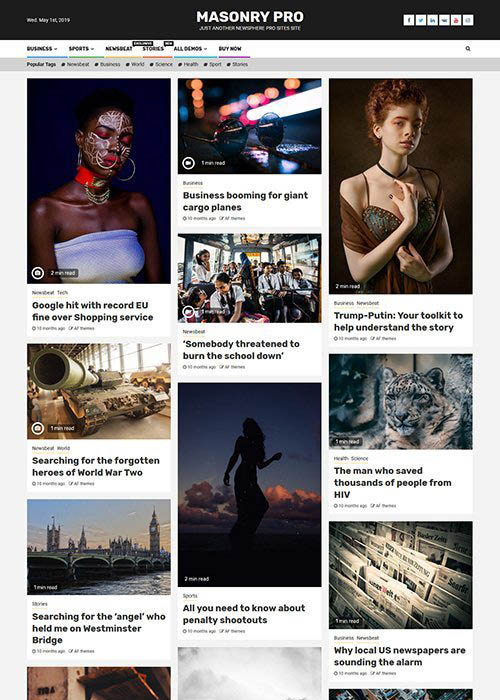 Wed. May 1st, 2019
MASONRY PRO
JUST ANOTHER NEWSPHERE PRO SITES SITE
BUSINESS SPORTS NEWSBEAT EXCLUSIVE STORIES NEW ALL DEMOS BUY NOW
Popular Tags # Newsbeat # Business # World # Science # Health # Sport # Stories
2 min read
Newsbeat Tech
Google hit with record EU
fine over Shopping service
10 months ago AF themes
1 min read
Newsbeat World
Searching for the forgotten
heroes of World War Two
10 months ago AF themes
1 min read
Stories
Searching for the ‘angel’ who
held me on Westminster
Bridge
10 months ago AF themes
1 min read
Business
Business booming for giant
cargo planes
10 months ago AF themes
1 min read
Newsbeat
‘Somebody threatened to
burn the school down’
10 months ago AF themes
2 min read
Sports
All you need to know about
penalty shootouts
10 months ago AF themes
2 min read
Business Newsbeat
Trump-Putin: Your toolkit to
help understand the story
10 months ago AF themes
1 min read
Health Science
The man who saved
thousands of people from
HIV
10 months ago AF themes
1 min read
Business Newsbeat
Why local US newspapers are
sounding the alarm
10 months ago AF themes